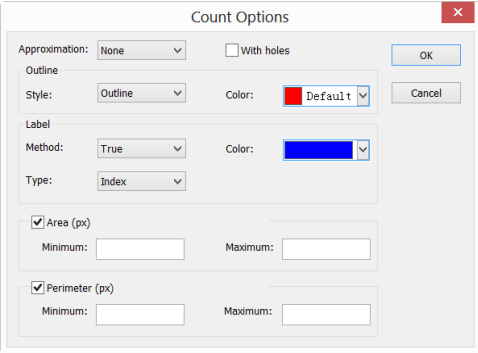 Count Options
Approximation: None With holes OK
Outline
Style: Outline Color: Default Cancel
Label
Method: True Color:
Type: Index
Area (px)
Minimum: Maximum:
Perimeter (px)
Minimum: Maximum: